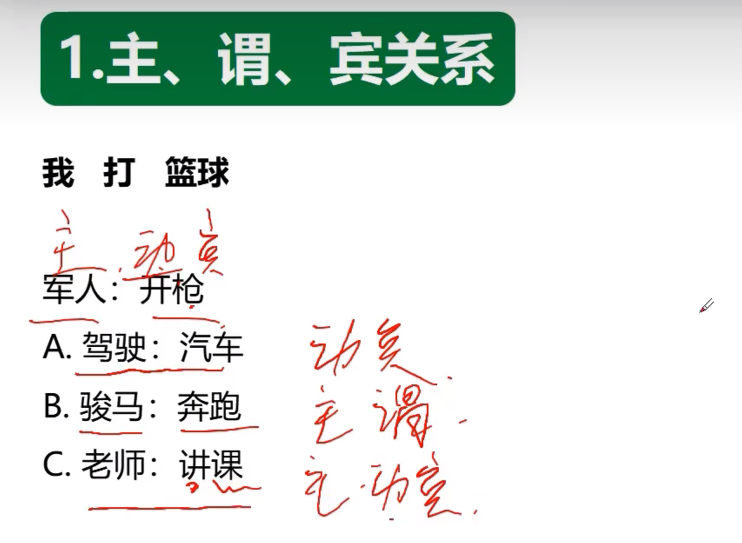 1.主、谓、宾关系
我 打 篮球
主 动 宾
军人：开枪
A. 驾驶：汽车 动宾
B. 骏马：奔跑 主谓
C. 老师：讲课 主·动宾